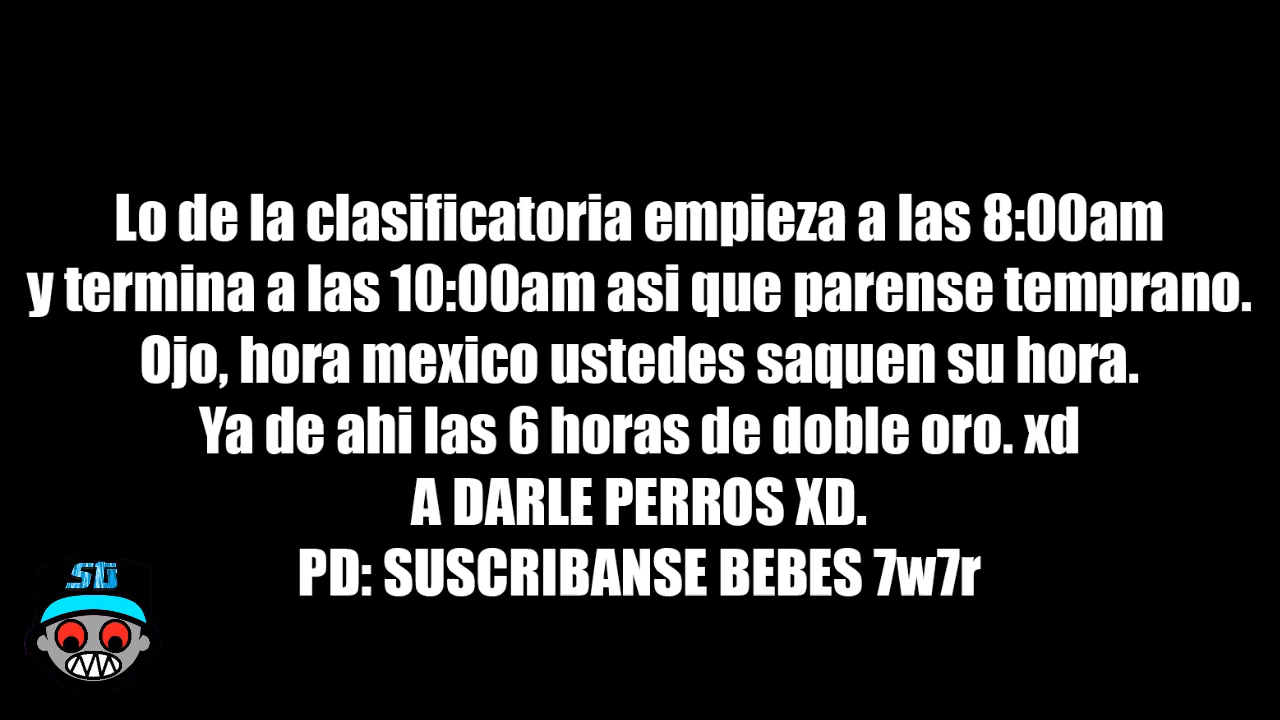 Lo de la clasificatoria empieza a las 8:00am
y termina a las 10:00am asi que parense temprano.
Ojo, hora mexico ustedes saquen su hora.
Ya de ahi las 6 horas de doble oro. xd
A DARLE PERROS XD.
PD: SUSCRIBANSE BEBES 7w7r
SG